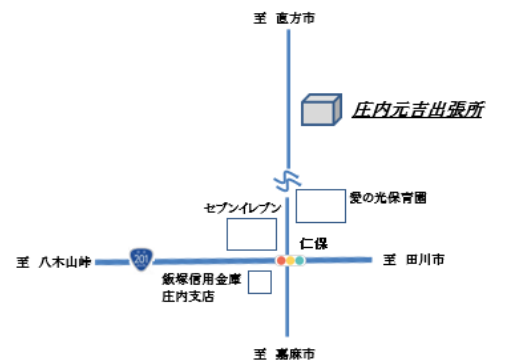 至 直方市
庄内元吉出張所
愛の光保育園
セブンイレブン
仁保
至 八木山峠
201
至 田川市
飯塚信用金庫
庄内支店
至 嘉麻市